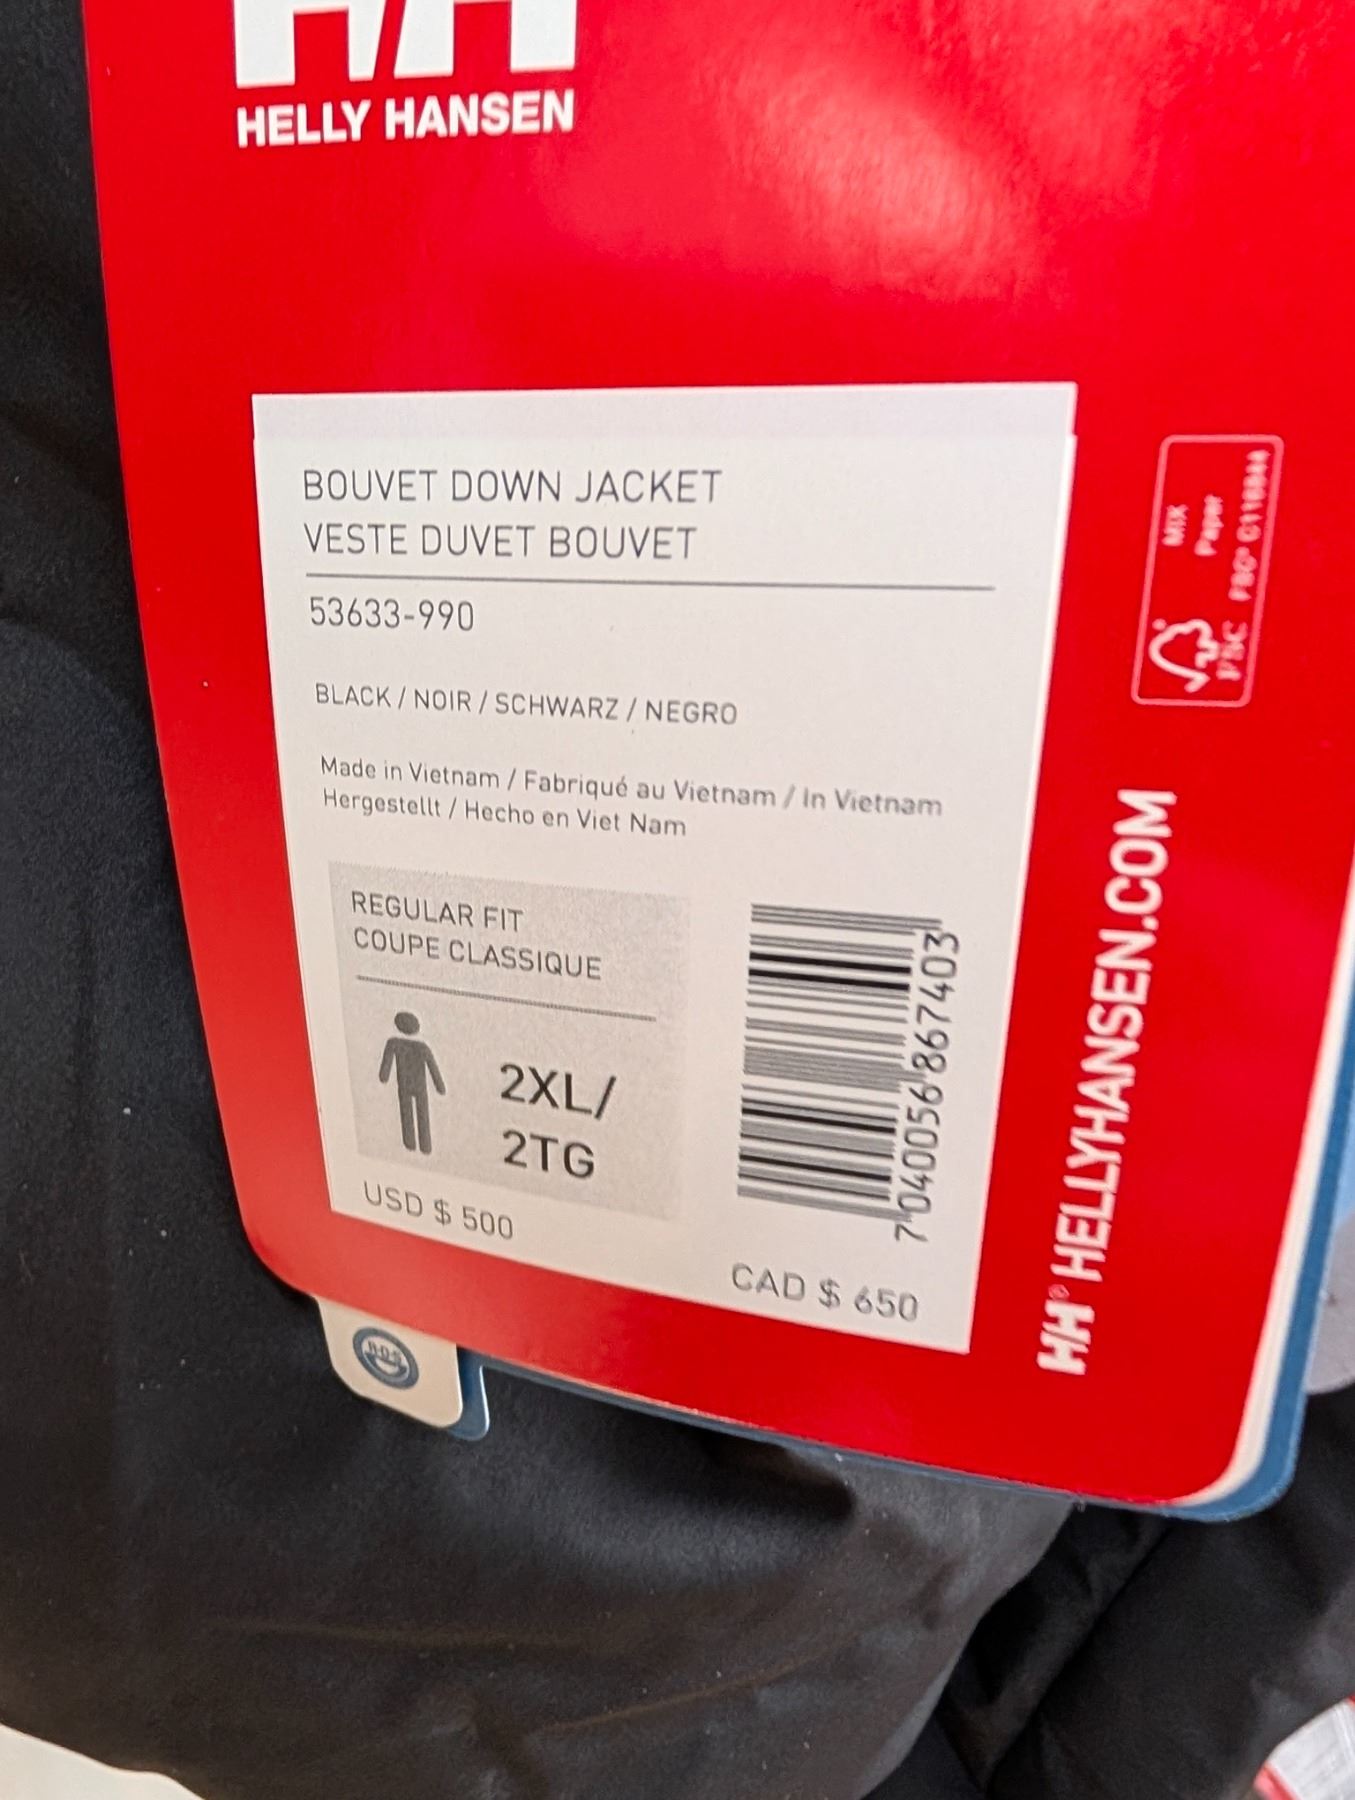 HH
HELLY HANSEN
BOUVET DOWN JACKET
VESTE DUVET BOUVET
53633-990
BLACK / NOIR / SCHWARZ / NEGRO
Made in Vietnam / Fabriqué au Vietnam / In Vietnam
Hergestellt / Hecho en Viet Nam
REGULAR FIT
COUPE CLASSIQUE
2XL/
2TG
USD $ 500
7040056867403
CAD $ 650
MIX
Paper
FSC
HH® HELLYHANSEN.COM